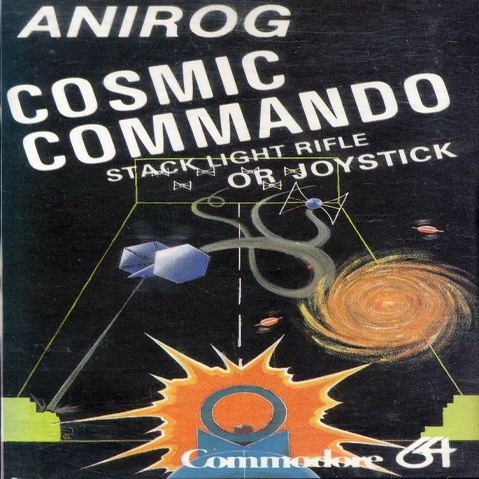 ANIROG
COSMIC
COMMANDO
STACK LIGHT RIFLE
OR JOYSTICK
Commodore 64